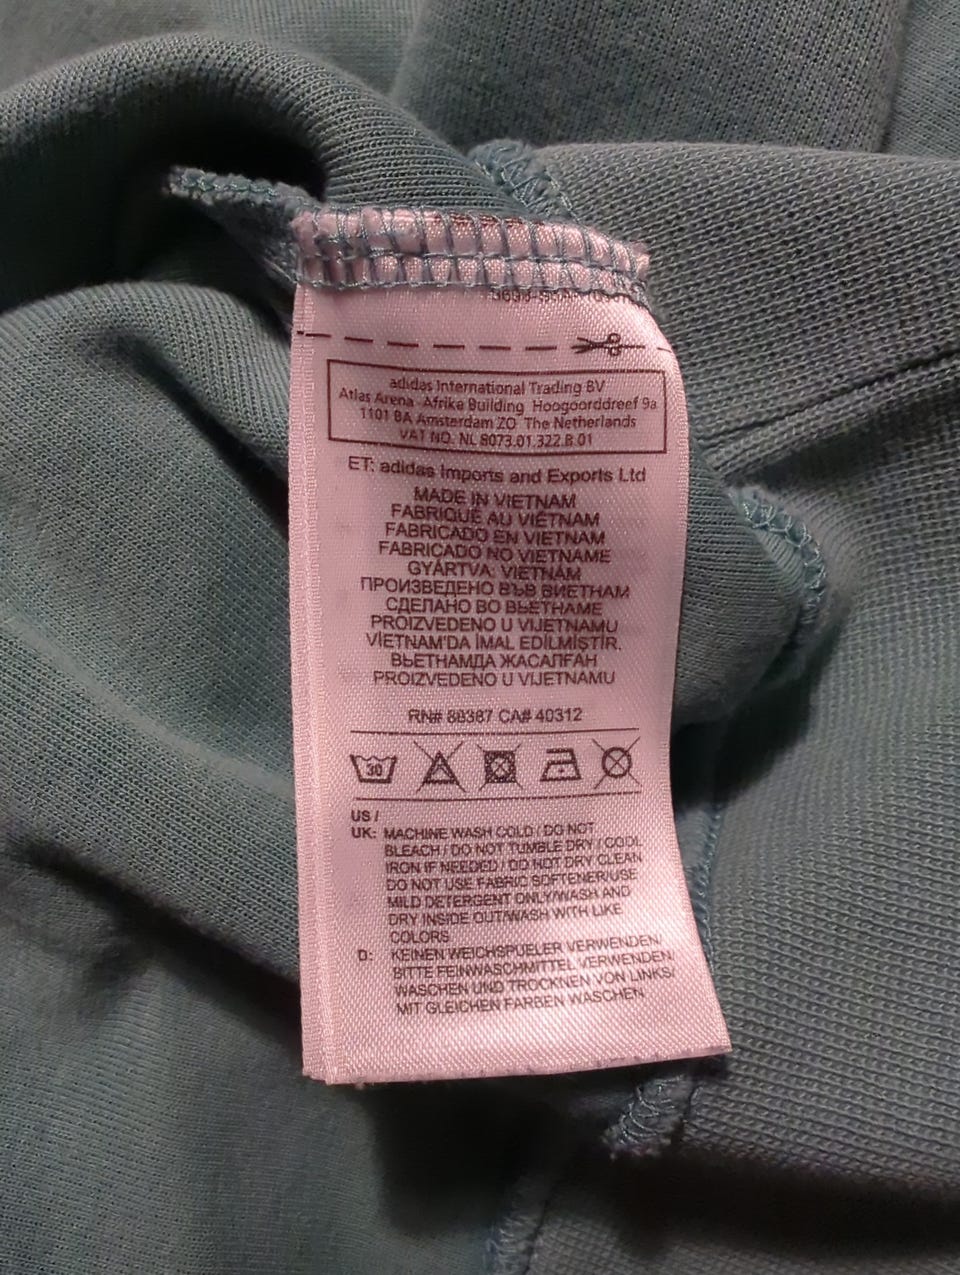 adidas International Trading BV
Atlas Arena - Afrika Building Hoogoorddreef 9a
1101 BA Amsterdam ZO The Netherlands
VAT NO. NL 8073.01.322.B.01
ET: adidas Imports and Exports Ltd
MADE IN VIETNAM
FABRIQUÉ AU VIÊTNAM
FABRICADO EN VIETNAM
FABRICADO NO VIETNAME
GYÁRTVA: VIETNAM
ПРОИЗВЕДЕНО ВЪВ ВИЕТНАМ
СДЕЛАНО ВО ВЬЕТНАМЕ
PROIZVEDENO U VIJETNAMU
VİETNAM'DA İMAL EDİLMİŞTİR.
ВЬЕТНАМДА ЖАСАЛҒАН
PROIZVEDENO U VIJETNAMU
RN# 88387 CA# 40312
30
US /
UK: MACHINE WASH COLD / DO NOT
BLEACH / DO NOT TUMBLE DRY / COOL
IRON IF NEEDED / DO NOT DRY CLEAN
DO NOT USE FABRIC SOFTENER/USE
MILD DETERGENT ONLY/WASH AND
DRY INSIDE OUT/WASH WITH LIKE
COLORS
D: KEINEN WEICHSPUELER VERWENDEN/
BITTE FEINWASCHMITTEL VERWENDEN/
WASCHEN UND TROCKNEN VON LINKS/
MIT GLEICHEN FARBEN WASCHEN